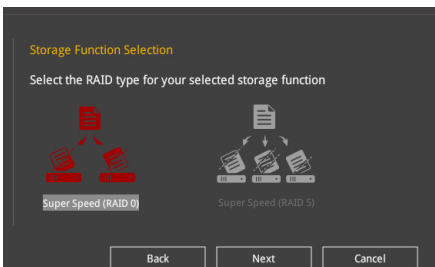 Storage Function Selection
Select the RAID type for your selected storage function
Super Speed (RAID 0)
Super Speed (RAID 5)
Back
Next
Cancel